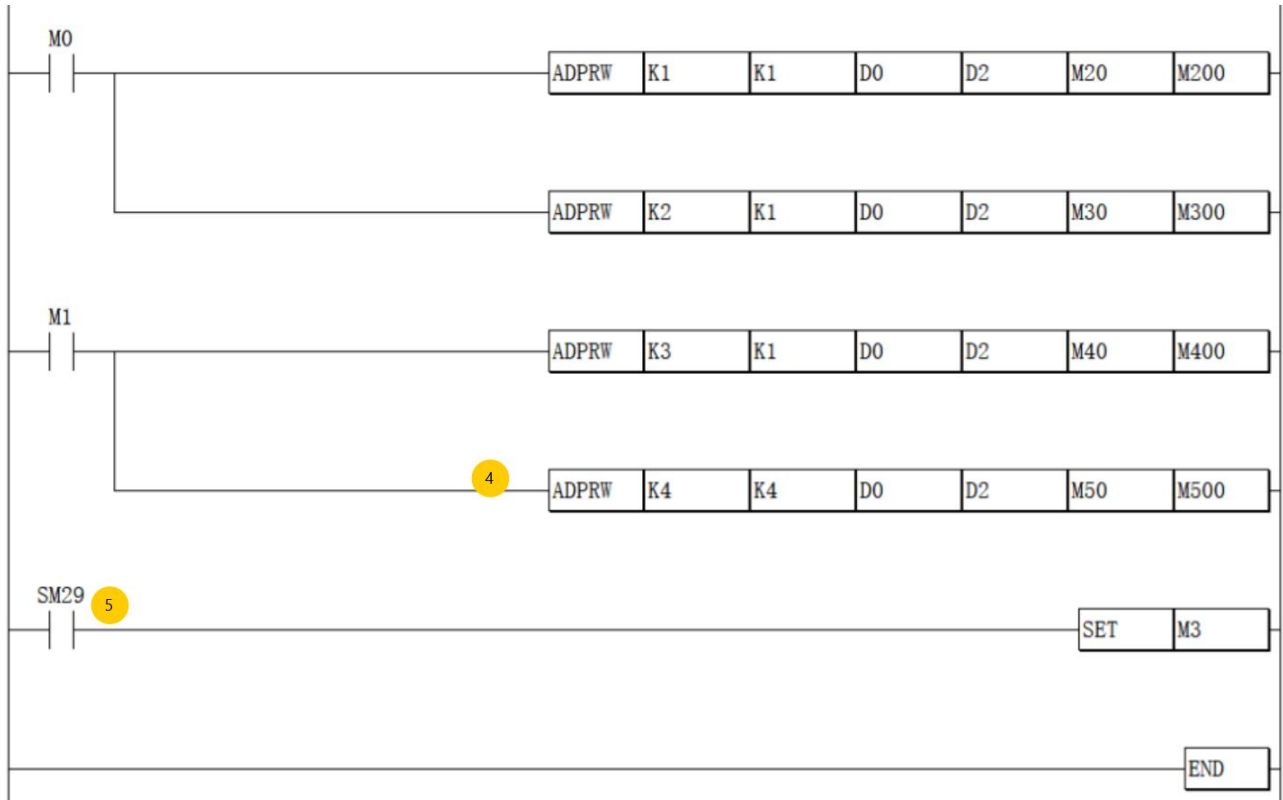 M0
ADPRW K1 K1 D0 D2 M20 M200
ADPRW K2 K1 D0 D2 M30 M300
M1
ADPRW K3 K1 D0 D2 M40 M400
4 ADPRW K4 K4 D0 D2 M50 M500
SM29 5
SET M3
END